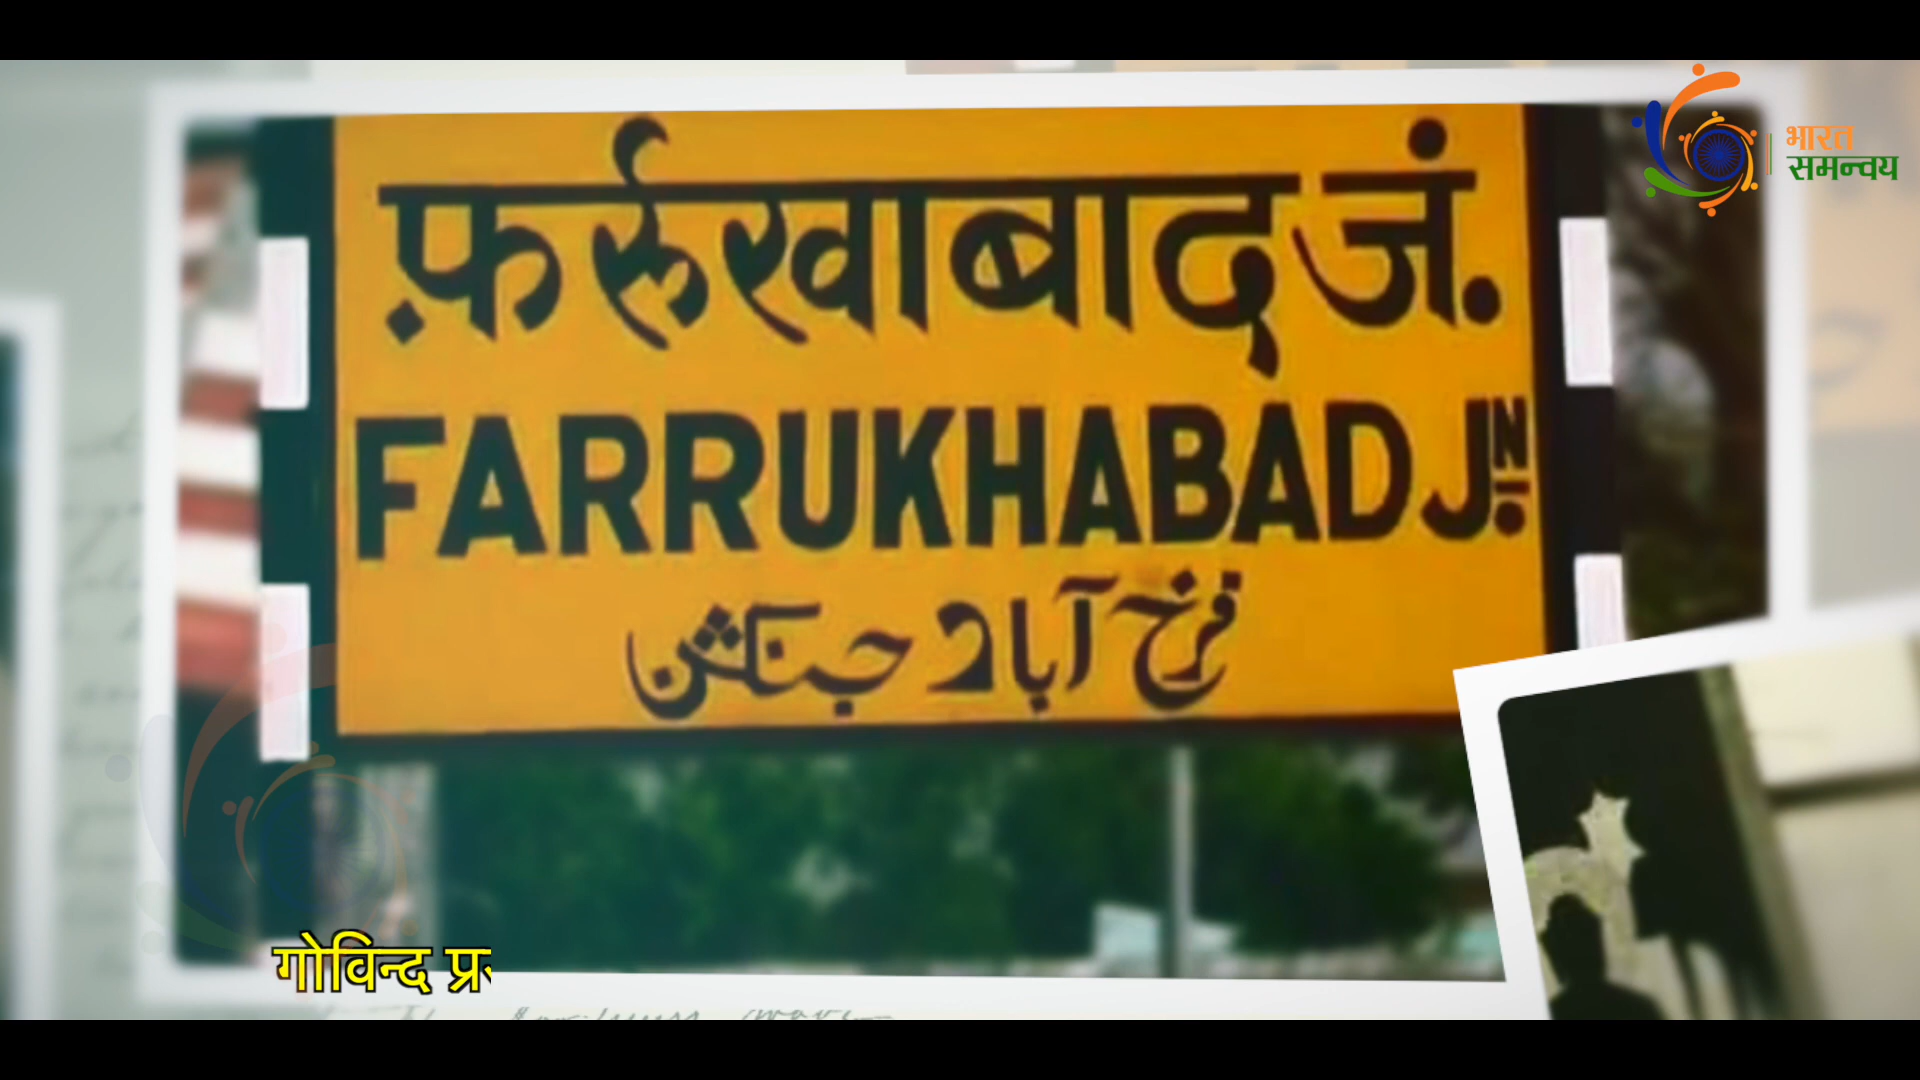 भारत
समन्वय
फ़र्रुखाबाद जं.
FARRUKHABAD JN.
فرخ آباد جنکشن
गोविन्द